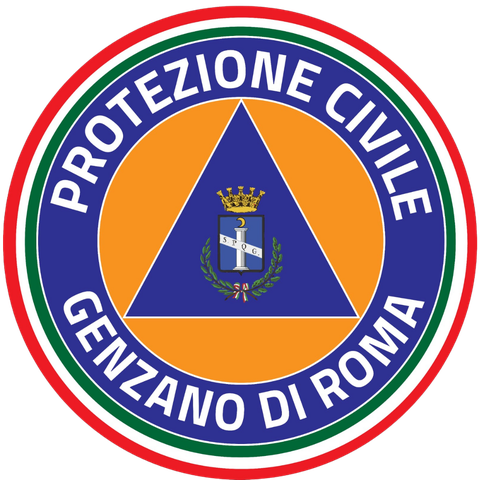 PROTEZIONE CIVILE
S.P.Q.G.
GENZANO DI ROMA